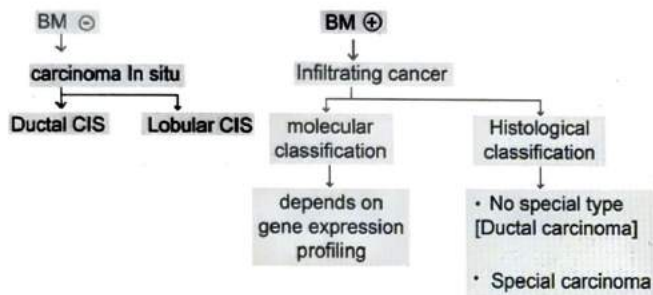 BM ⊖
carcinoma In situ
Ductal CIS
Lobular CIS
BM ⊕
Infiltrating cancer
molecular
classification
depends on
gene expression
profiling
Histological
classification
• No special type
[Ductal carcinoma]
• Special carcinoma